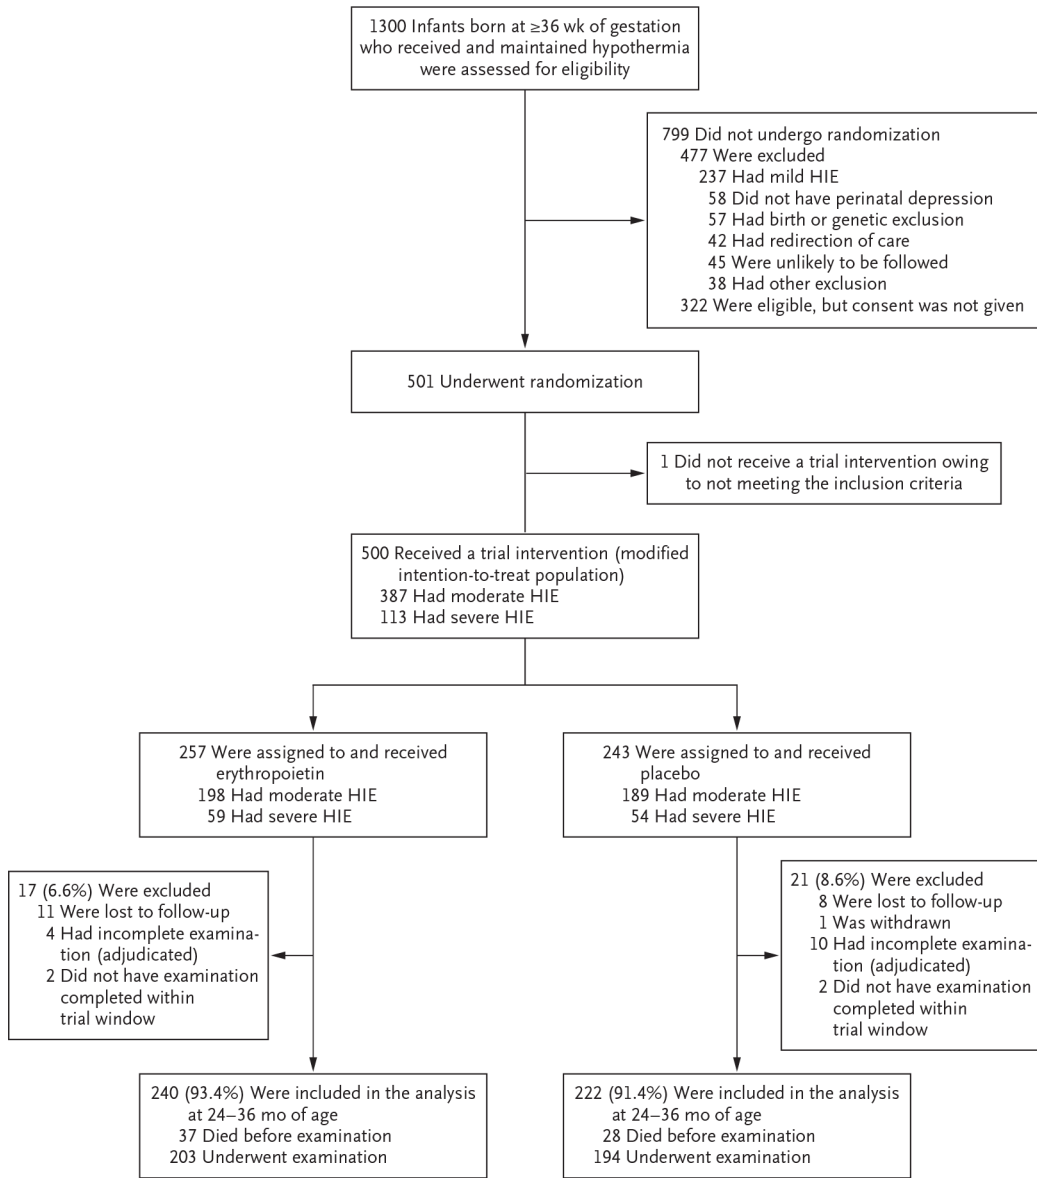 1300 Infants born at ≥36 wk of gestation
who received and maintained hypothermia
were assessed for eligibility
799 Did not undergo randomization
477 Were excluded
237 Had mild HIE
58 Did not have perinatal depression
57 Had birth or genetic exclusion
42 Had redirection of care
45 Were unlikely to be followed
38 Had other exclusion
322 Were eligible, but consent was not given
501 Underwent randomization
1 Did not receive a trial intervention owing
to not meeting the inclusion criteria
500 Received a trial intervention (modified
intention-to-treat population)
387 Had moderate HIE
113 Had severe HIE
257 Were assigned to and received
erythropoietin
198 Had moderate HIE
59 Had severe HIE
243 Were assigned to and received
placebo
189 Had moderate HIE
54 Had severe HIE
17 (6.6%) Were excluded
11 Were lost to follow-up
4 Had incomplete examina-
tion (adjudicated)
2 Did not have examination
completed within
trial window
21 (8.6%) Were excluded
8 Were lost to follow-up
1 Was withdrawn
10 Had incomplete examina-
tion (adjudicated)
2 Did not have examination
completed within
trial window
240 (93.4%) Were included in the analysis
at 24–36 mo of age
37 Died before examination
203 Underwent examination
222 (91.4%) Were included in the analysis
at 24–36 mo of age
28 Died before examination
194 Underwent examination